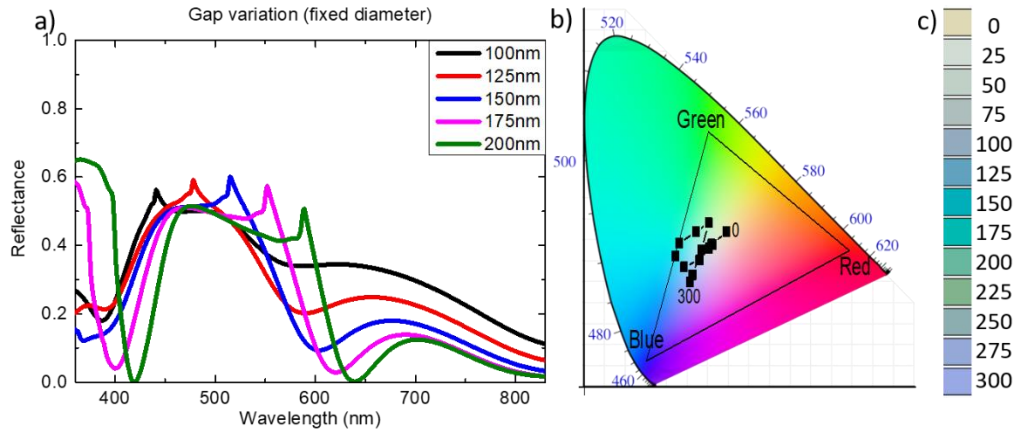 a)
Gap variation (fixed diameter)
1.0
0.8
0.6
0.4
0.2
0.0
Reflectance
400
500
600
700
800
Wavelength (nm)
100nm
125nm
150nm
175nm
200nm
b)
520
540
560
580
600
620
500
480
460
Green
Red
Blue
0
300
c)
0
25
50
75
100
125
150
175
200
225
250
275
300